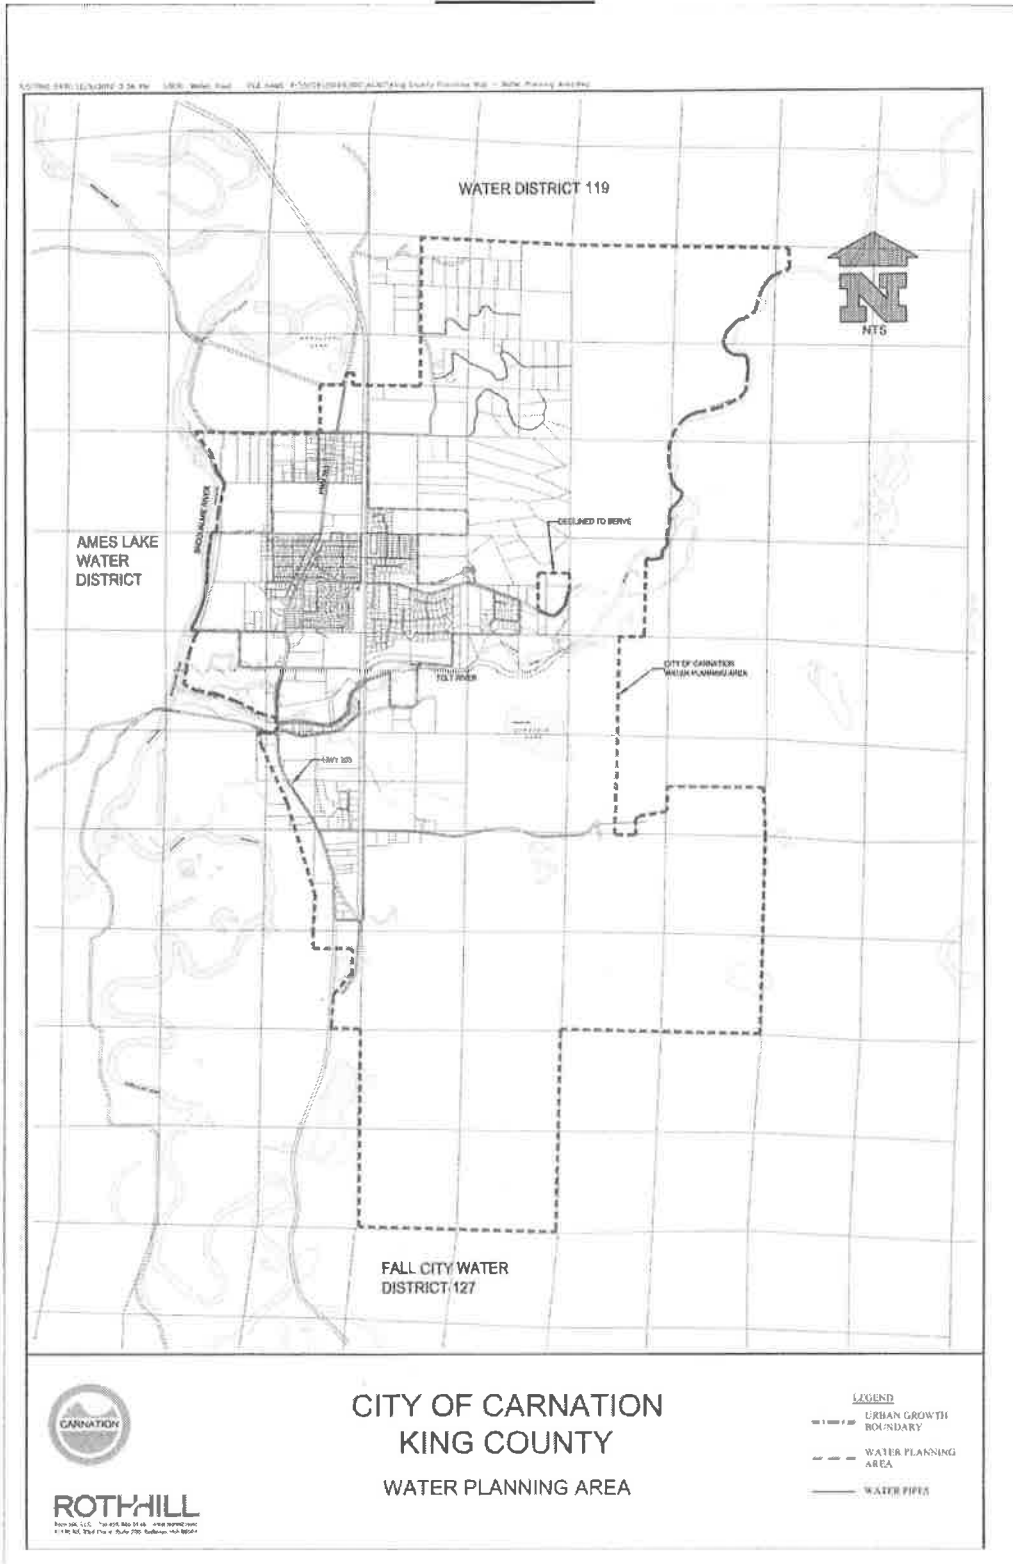 WATER DISTRICT 119
NTS
AMES LAKE
WATER
DISTRICT
SNOQUALMIE RIVER
DECLINED TO SERVE
CITY OF CARNATION
WATER PLANNING AREA
TOLT RIVER
HWY 203
FALL CITY WATER
DISTRICT 127
CARNATION
ROTHHILL
CITY OF CARNATION
KING COUNTY
WATER PLANNING AREA
LEGEND
URBAN GROWTH
BOUNDARY
WATER PLANNING
AREA
WATER PIPES